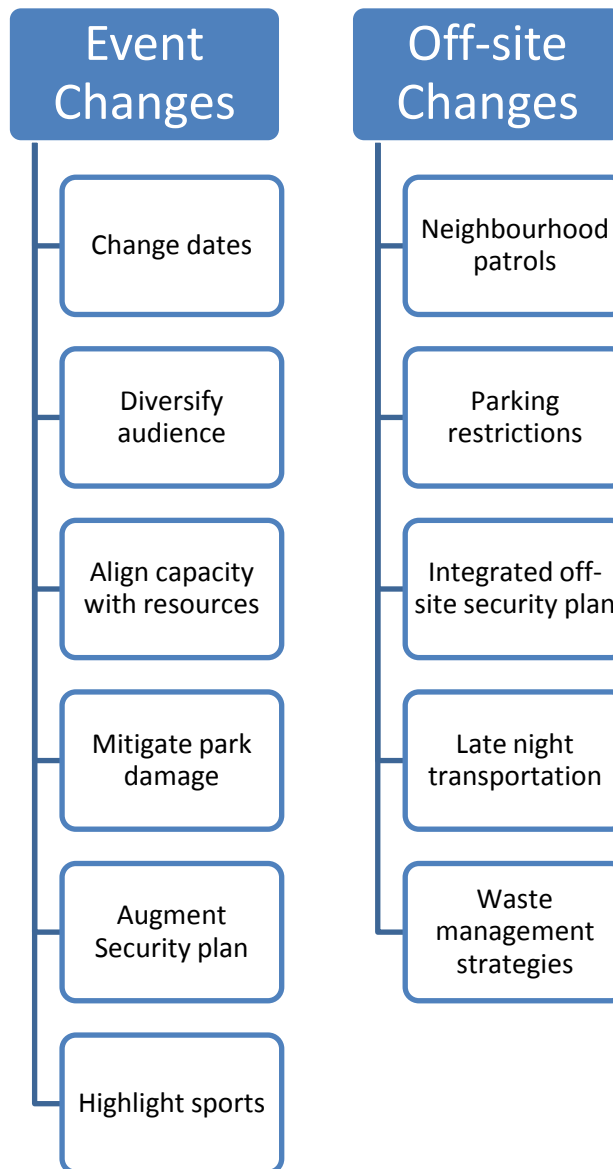 Event
Changes
Change dates
Diversify
audience
Align capacity
with resources
Mitigate park
damage
Augment
Security plan
Highlight sports
Off-site
Changes
Neighbourhood
patrols
Parking
restrictions
Integrated off-
site security plan
Late night
transportation
Waste
management
strategies